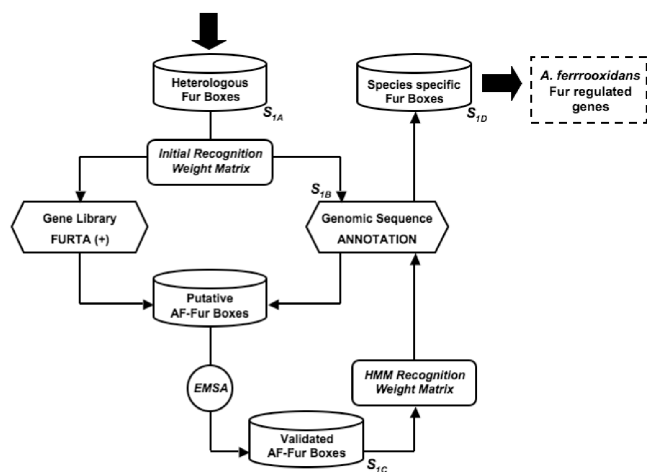 Heterologous
Fur Boxes
S1A
Species specific
Fur Boxes
S1D
A. ferrrooxidans
Fur regulated
genes
Initial Recognition
Weight Matrix
S1B
Gene Library
FURTA (+)
Genomic Sequence
ANNOTATION
Putative
AF-Fur Boxes
EMSA
HMM Recognition
Weight Matrix
Validated
AF-Fur Boxes
S1C